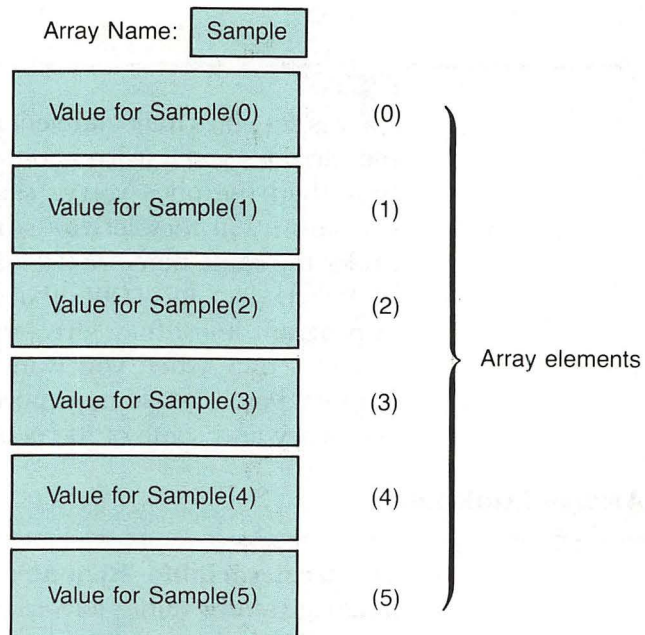 Array Name: Sample
Value for Sample(0) (0)
Value for Sample(1) (1)
Value for Sample(2) (2)
Value for Sample(3) (3) Array elements
Value for Sample(4) (4)
Value for Sample(5) (5)